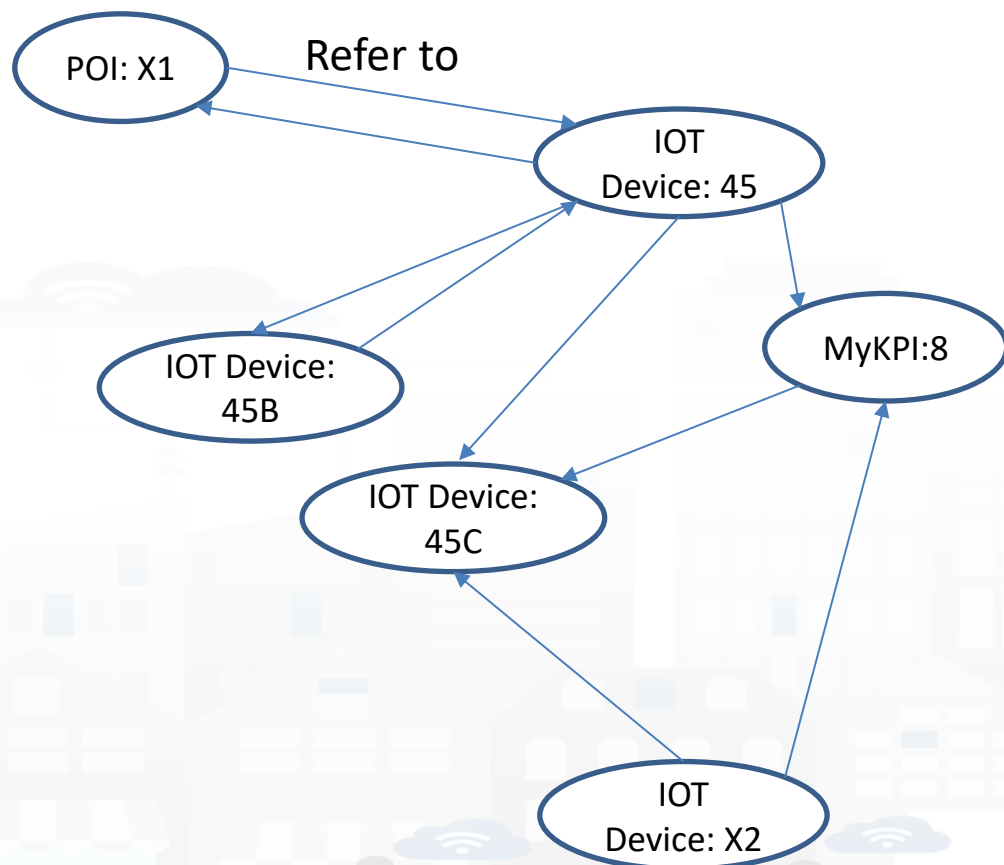 POI: X1
Refer to
IOT
Device: 45
IOT Device:
45B
MyKPI:8
IOT Device:
45C
IOT
Device: X2